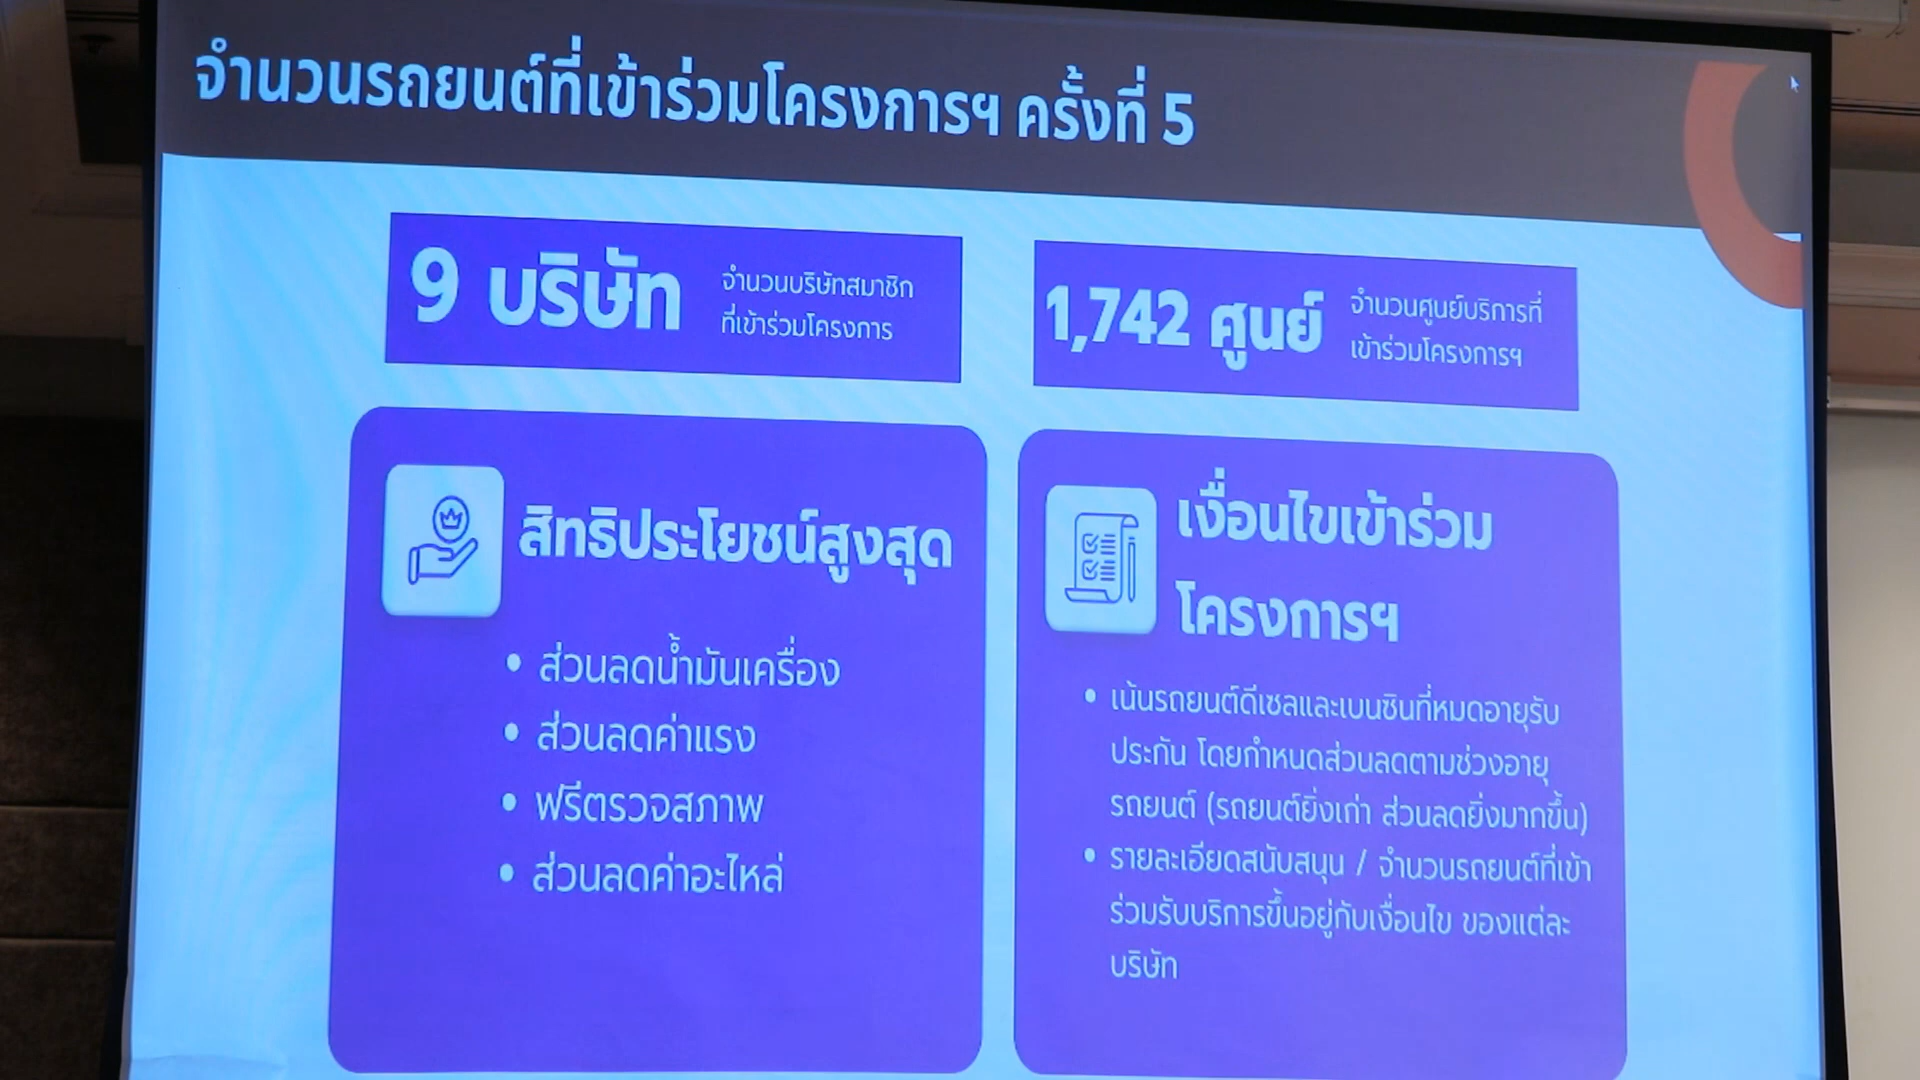 จำนวนรถยนต์ที่เข้าร่วมโครงการฯ ครั้งที่ 5
9 บริษัท
จำนวนบริษัทสมาชิก
ที่เข้าร่วมโครงการ
1,742 ศูนย์
จำนวนศูนย์บริการที่
เข้าร่วมโครงการฯ
สิทธิประโยชน์สูงสุด
• ส่วนลดน้ำมันเครื่อง
• ส่วนลดค่าแรง
• ฟรีตรวจสภาพ
• ส่วนลดค่าอะไหล่
เงื่อนไขเข้าร่วม
โครงการฯ
• เน้นรถยนต์ดีเซลและเบนซินที่หมดอายุรับ
ประกัน โดยกำหนดส่วนลดตามช่วงอายุ
รถยนต์ (รถยนต์ยิ่งเก่า ส่วนลดยิ่งมากขึ้น)
• รายละเอียดสนับสนุน / จำนวนรถยนต์ที่เข้า
ร่วมรับบริการขึ้นอยู่กับเงื่อนไข ของแต่ละ
บริษัท